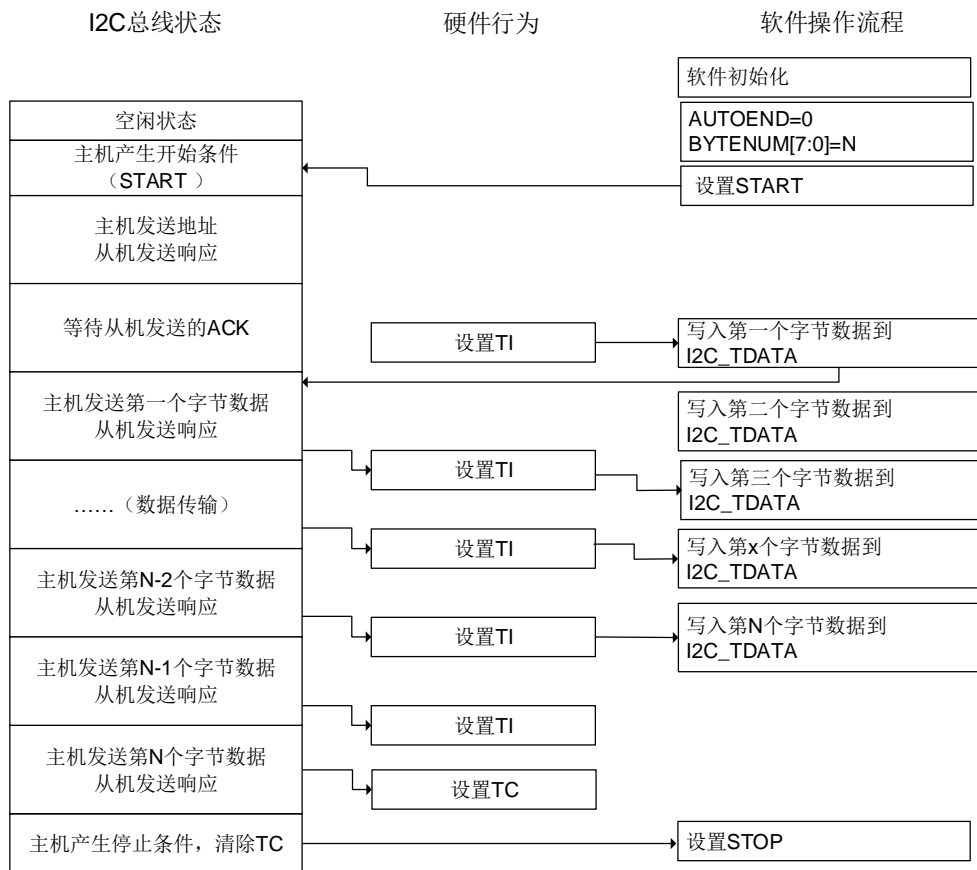 I2C总线状态
硬件行为
软件操作流程
软件初始化
空闲状态
AUTOEND=0
BYTENUM[7:0]=N
主机产生开始条件
（START ）
设置START
主机发送地址
从机发送响应
等待从机发送的ACK
设置TI
写入第一个字节数据到
I2C_TDATA
主机发送第一个字节数据
从机发送响应
写入第二个字节数据到
I2C_TDATA
设置TI
写入第三个字节数据到
I2C_TDATA
……（数据传输）
设置TI
写入第x个字节数据到
I2C_TDATA
主机发送第N-2个字节数据
从机发送响应
设置TI
写入第N个字节数据到
I2C_TDATA
主机发送第N-1个字节数据
从机发送响应
设置TI
主机发送第N个字节数据
从机发送响应
设置TC
主机产生停止条件，清除TC
设置STOP